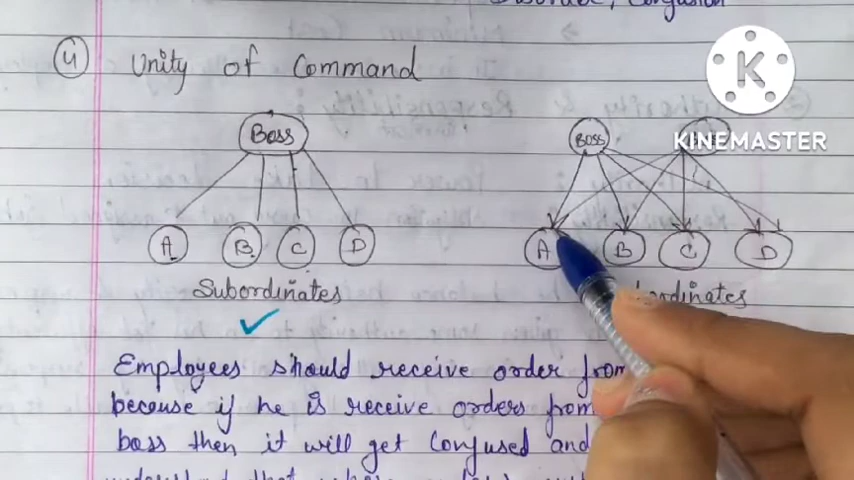 ④ Unity of Command
Boss
A B C D
Subordinates
Boss
A B C D
Employees should receive order from
because if he is receive orders from
boss then it will get confused and
K
KINEMASTER